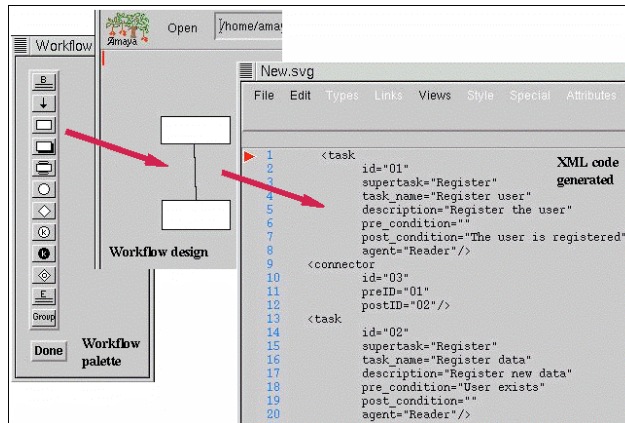 Workflow
B
K
K
E
Group
Done
Workflow
palette
Amaya
Open
/home/amay
Workflow design
New.svg
File Edit Types Links Views Style Special Attributes
XML code
generated
1 <task
2 id="01"
3 supertask="Register"
4 task_name="Register user"
5 description="Register the user"
6 pre_condition=""
7 post_condition="The user is registered"
8 agent="Reader"/>
9 <connector
10 id="03"
11 preID="01"
12 postID="02"/>
13 <task
14 id="02"
15 supertask="Register"
16 task_name="Register data"
17 description="Register new data"
18 pre_condition="User exists"
19 post_condition=""
20 agent="Reader"/>